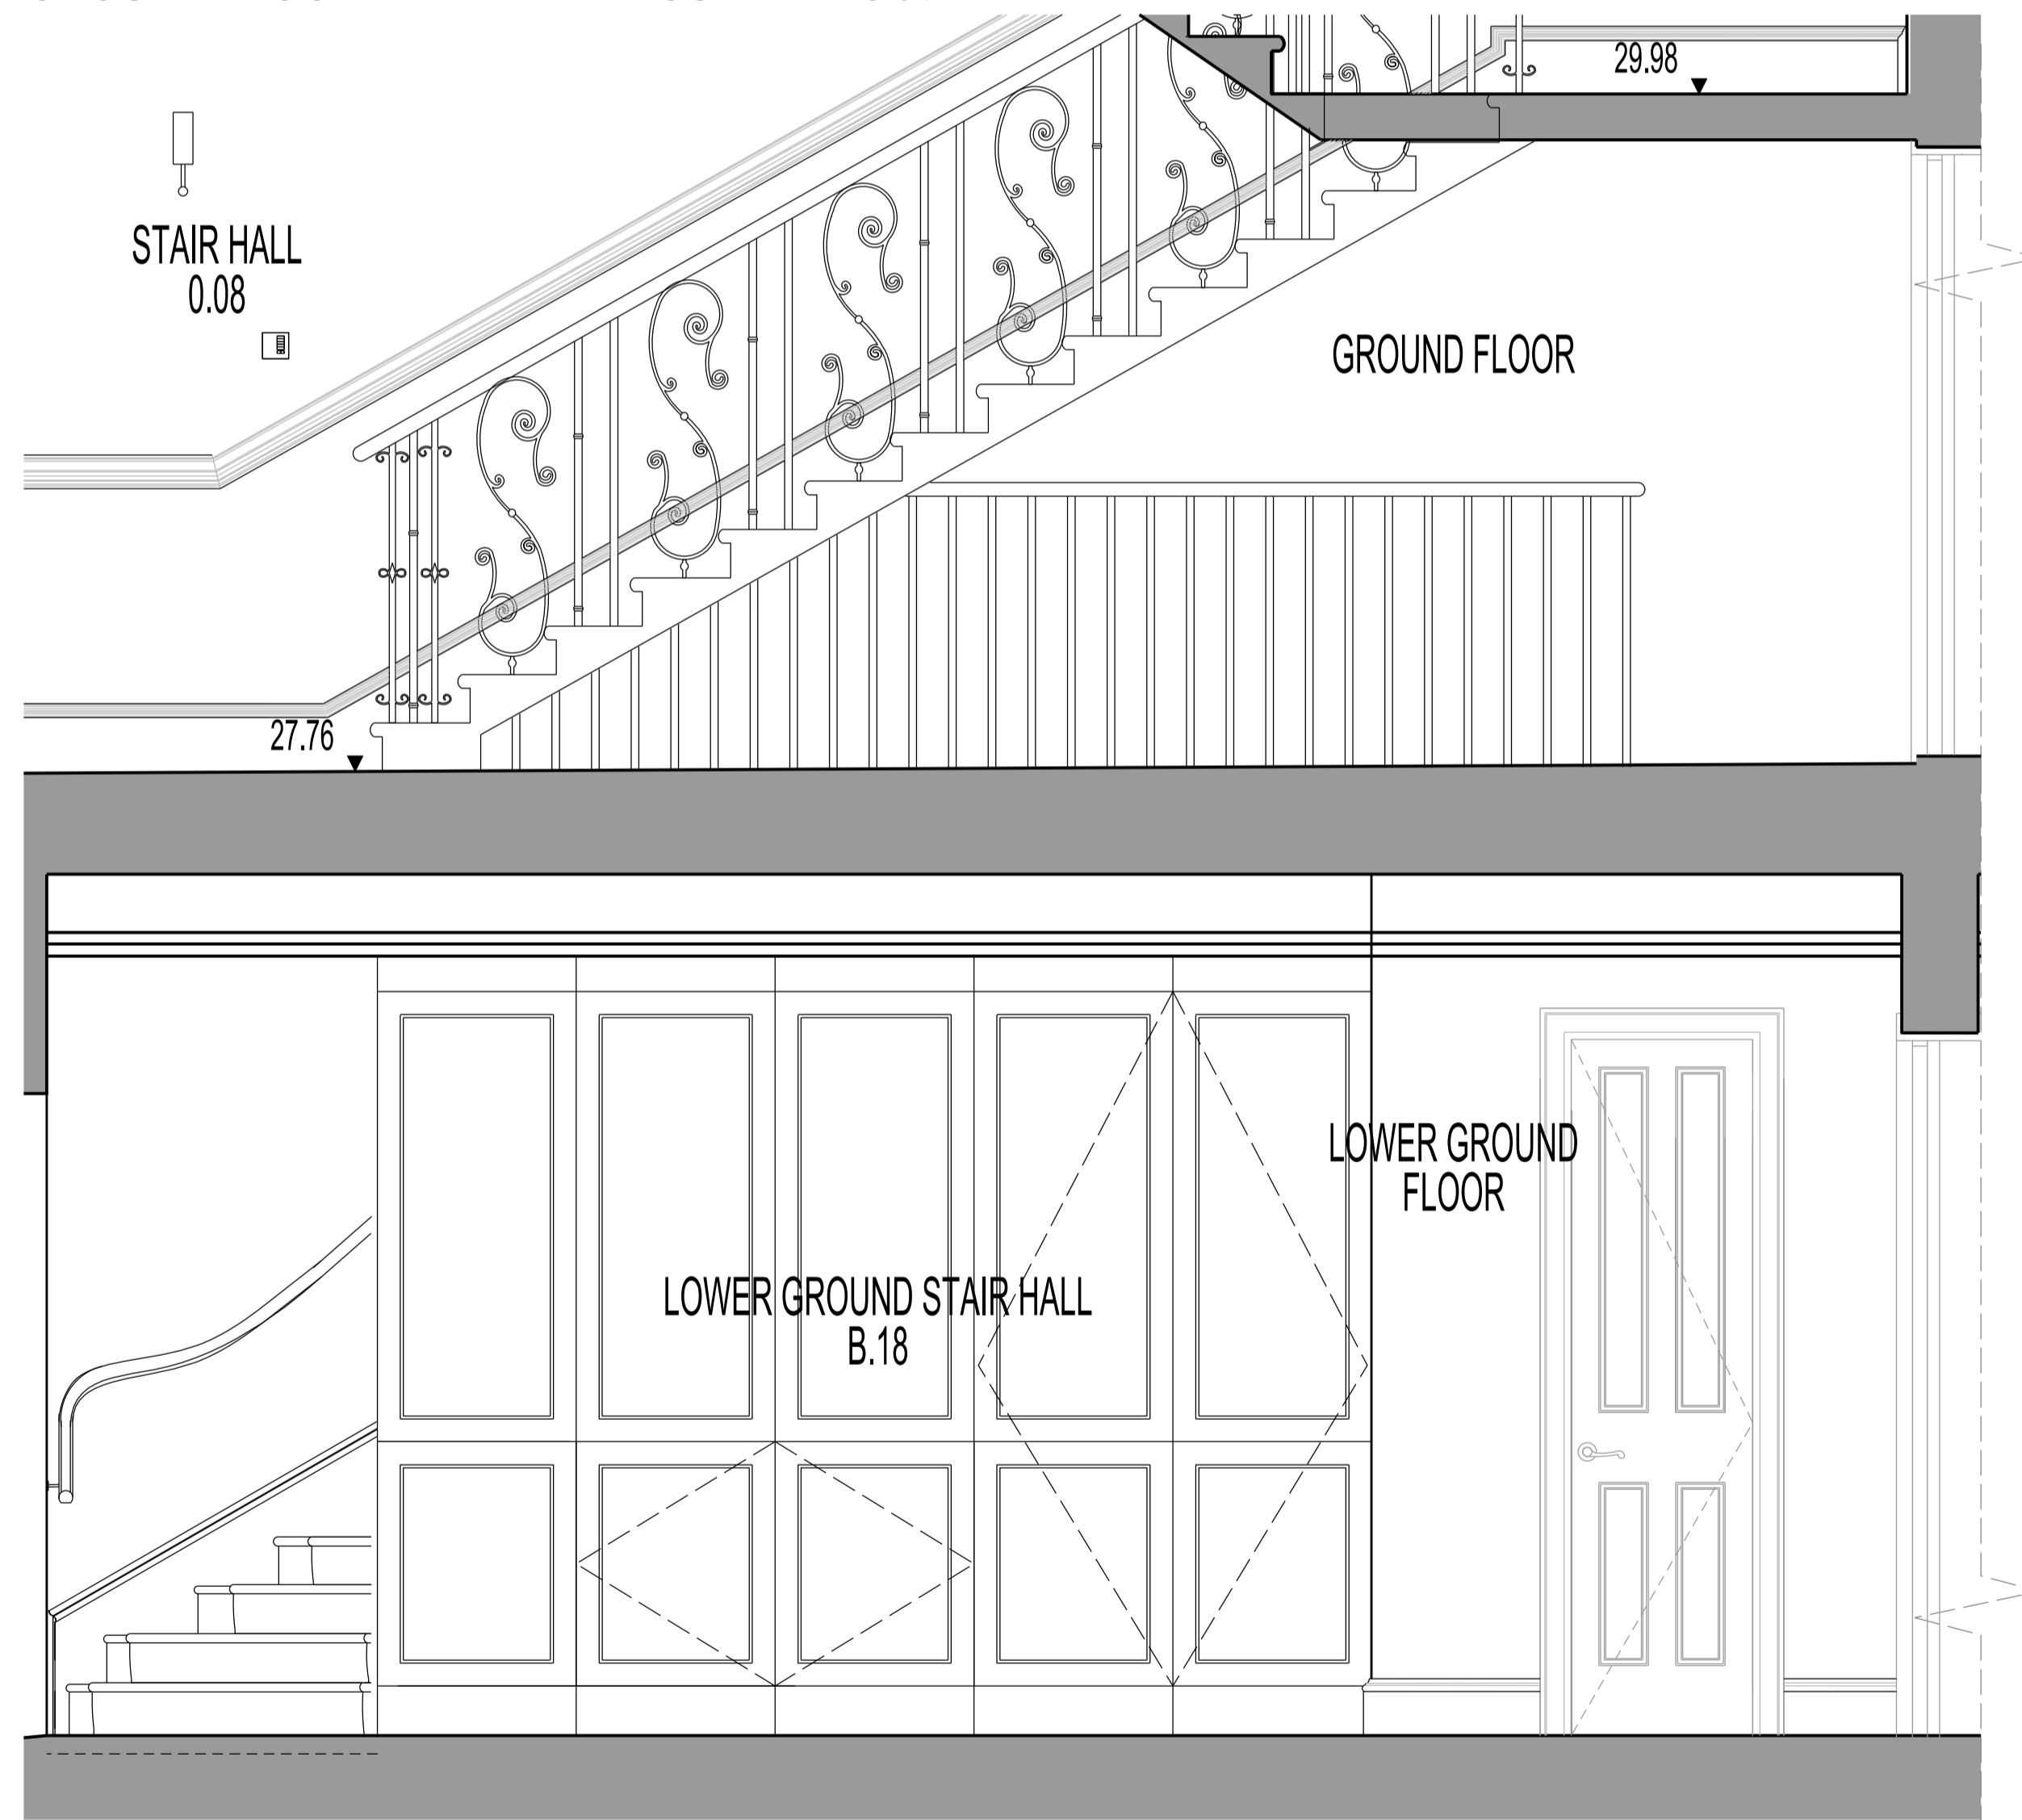 29.98
STAIR HALL
0.08
GROUND FLOOR
27.76
LOWER GROUND
FLOOR
LOWER GROUND STAIR HALL
B.18